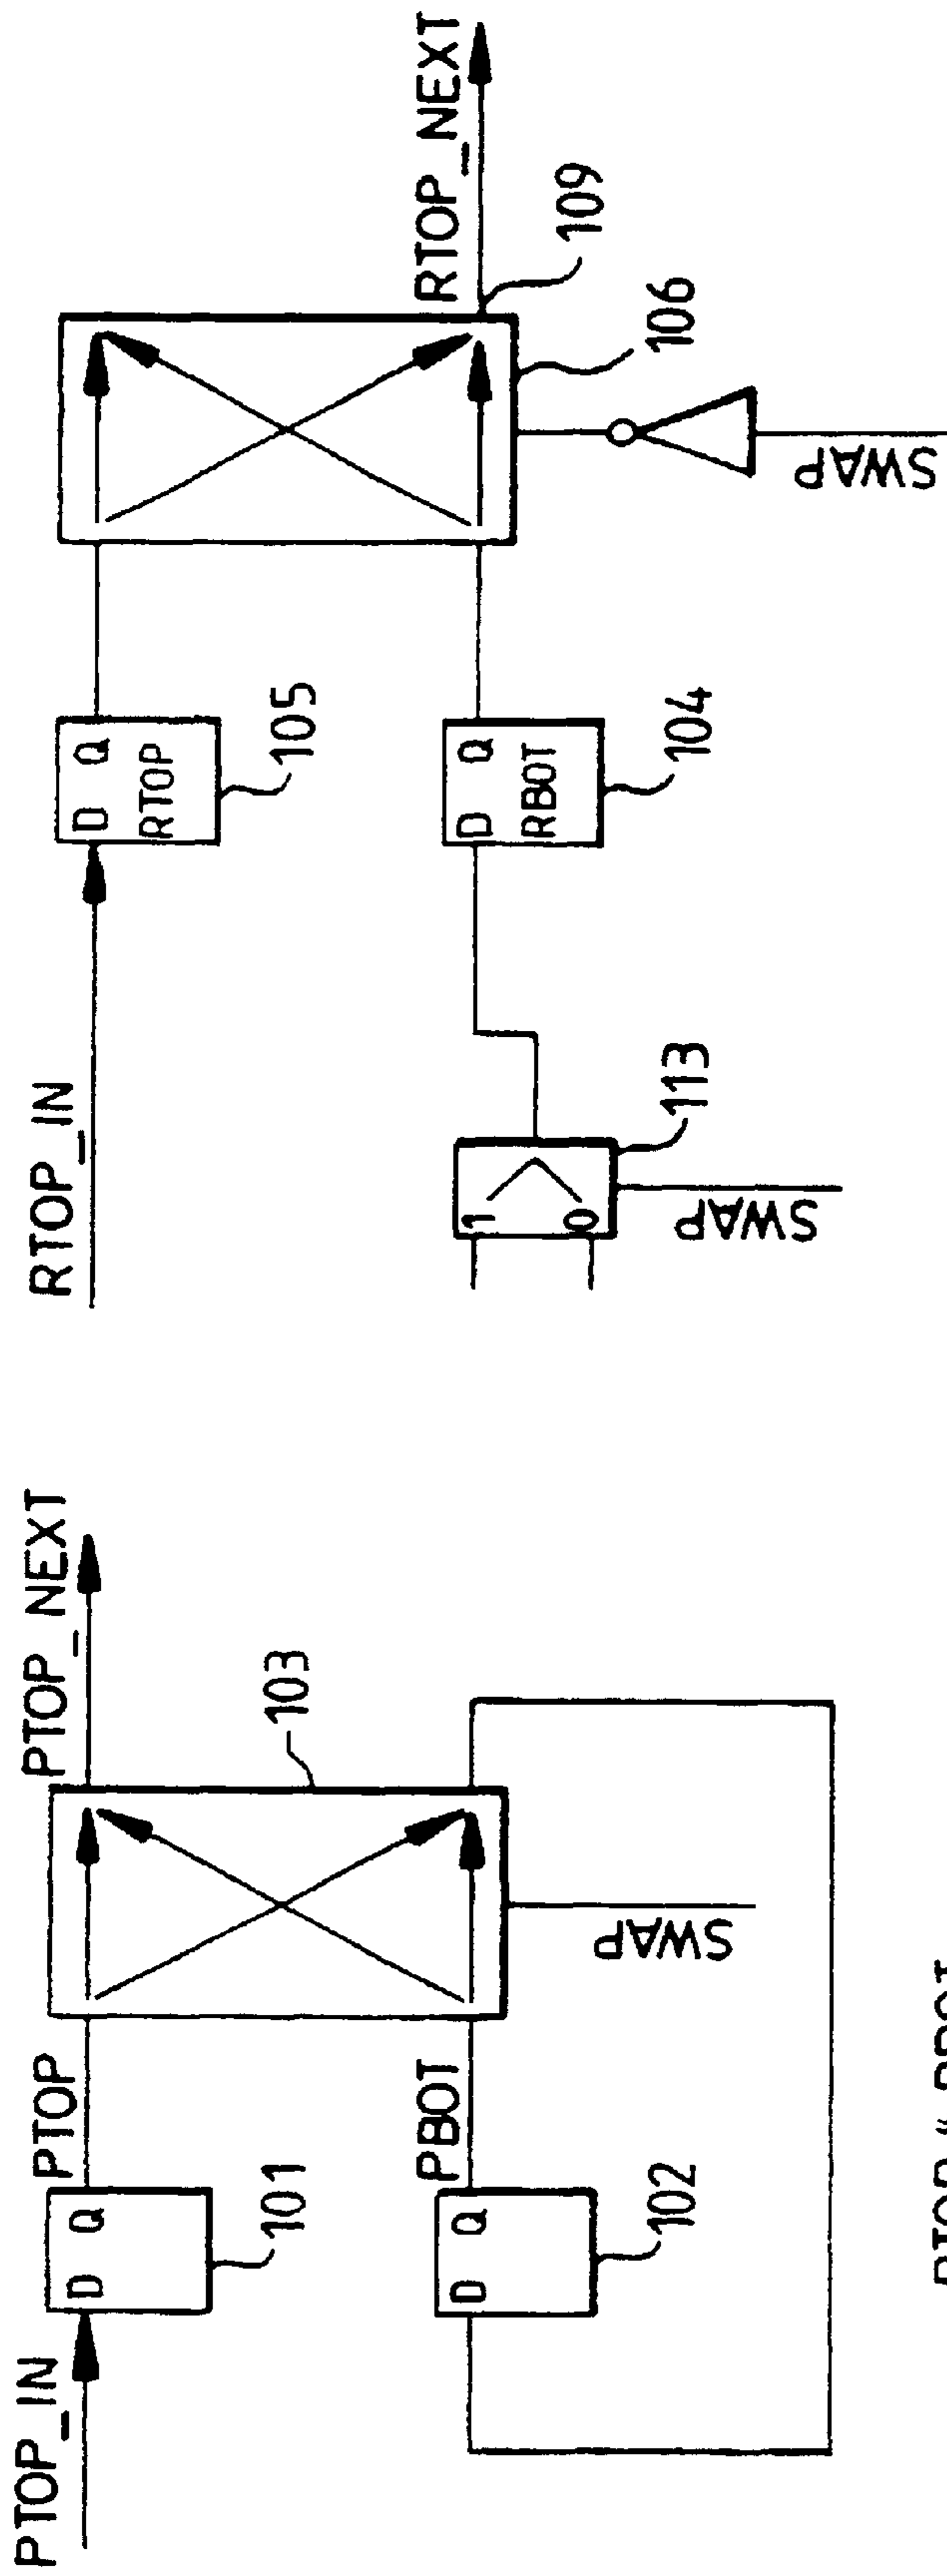 PTOP_IN
D Q
101
PTOP
PTOP_NEXT
103
D Q
102
PBOT
SWAP
RTOP_IN
D Q
RTOP
105
RTOP_NEXT
109
106
1
0
113
SWAP
D Q
RBOT
104
SWAP